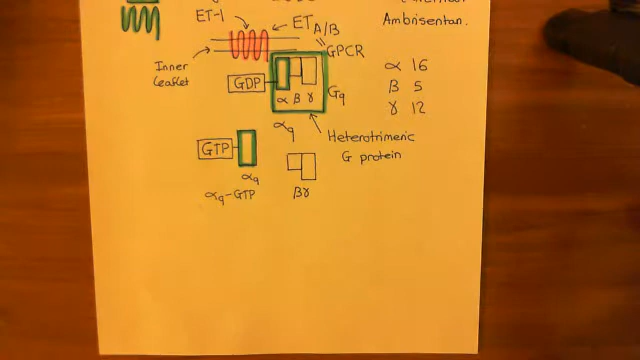 ET-1
ET A/B
Ambrisentan.
GPCR
Inner
Leaflet
GDP
α β γ
Gq
α 16
β 5
γ 12
αq
Heterotrimeric
G protein
GTP
αq
αq-GTP
βγ